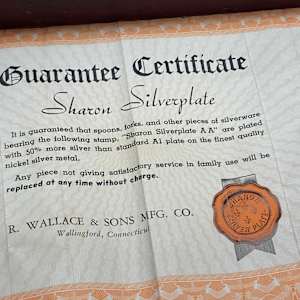 Guarantee Certificate
Sharon Silverplate
It is guaranteed that spoons, forks, and other pieces of silverware
bearing the following stamp, "Sharon Silverplate AA" are plated
with 50% more silver than standard A1 plate on the finest quality
nickel silver metal.
Any piece not giving satisfactory service in family use will be
replaced at any time without charge.
R. WALLACE & SONS MFG. CO.
Wallingford, Connecticut
SILVER PLATE